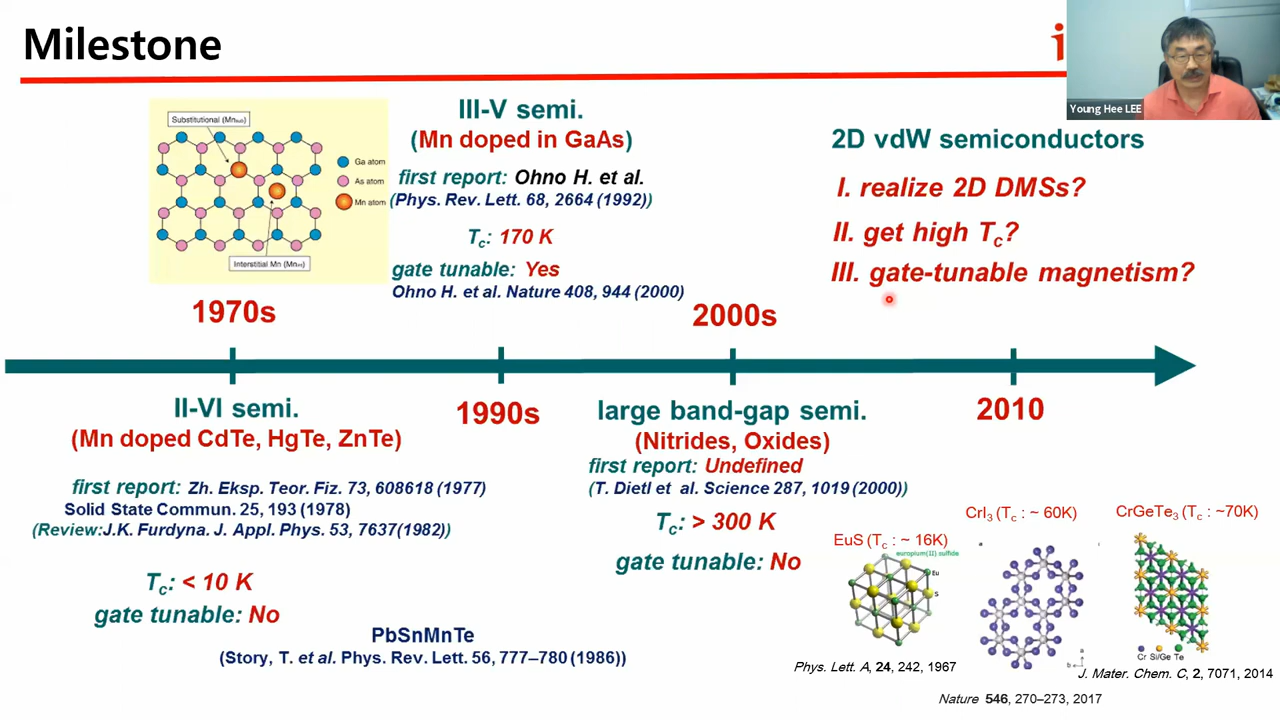 Milestone
i
Young Hee LEE
Substitutional (Mn
Ga atom
As atom
Mn atom
Interstitial Mn (Mn
III-V semi.
(Mn doped in GaAs)
first report: Ohno H. et al.
(Phys. Rev. Lett. 68, 2664 (1992))
Tc: 170 K
gate tunable: Yes
Ohno H. et al. Nature 408, 944 (2000)
2D vdW semiconductors
I. realize 2D DMSs?
II. get high Tc?
III. gate-tunable magnetism?
1970s
2000s
II-VI semi.
(Mn doped CdTe, HgTe, ZnTe)
first report: Zh. Eksp. Teor. Fiz. 73, 608618 (1977)
Solid State Commun. 25, 193 (1978)
(Review:J.K. Furdyna. J. Appl. Phys. 53, 7637(1982))
Tc: < 10 K
gate tunable: No
1990s
PbSnMnTe
(Story, T. et al. Phys. Rev. Lett. 56, 777–780 (1986))
large band-gap semi.
(Nitrides, Oxides)
first report: Undefined
(T. Dietl et al. Science 287, 1019 (2000))
Tc: > 300 K
gate tunable: No
2010
EuS (Tc : ~ 16K)
europium(II) sulfide
Eu
S
Phys. Lett. A, 24, 242, 1967
CrI3 (Tc : ~ 60K)
a
b
Nature 546, 270–273, 2017
CrGeTe3 (Tc : ~70K)
Cr Si/Ge Te
J. Mater. Chem. C, 2, 7071, 2014